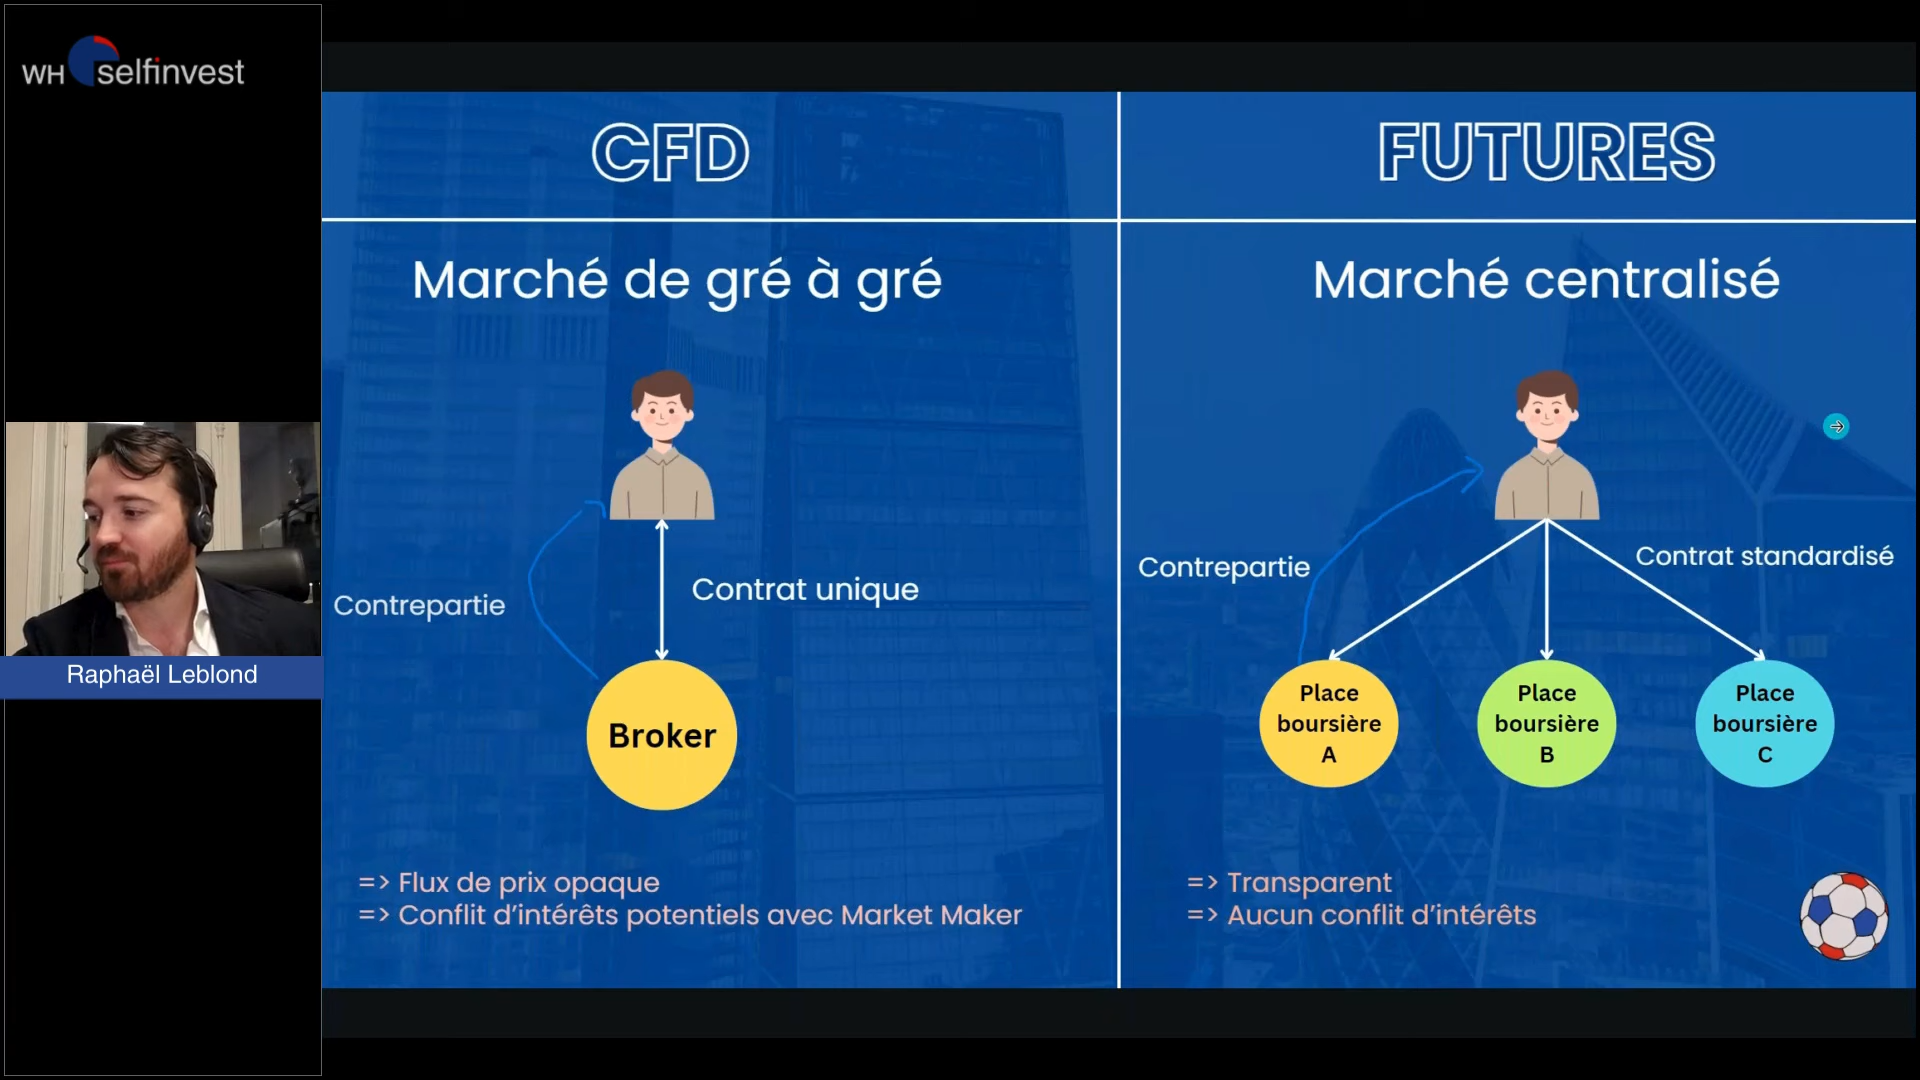 WH selfinvest
Raphaël Leblond
CFD
Marché de gré à gré
Contrepartie
Contrat unique
Broker
=> Flux de prix opaque
=> Conflit d'intérêts potentiels avec Market Maker
FUTURES
Marché centralisé
Contrepartie
Contrat standardisé
Place
boursière
A
Place
boursière
B
Place
boursière
C
=> Transparent
=> Aucun conflit d'intérêts